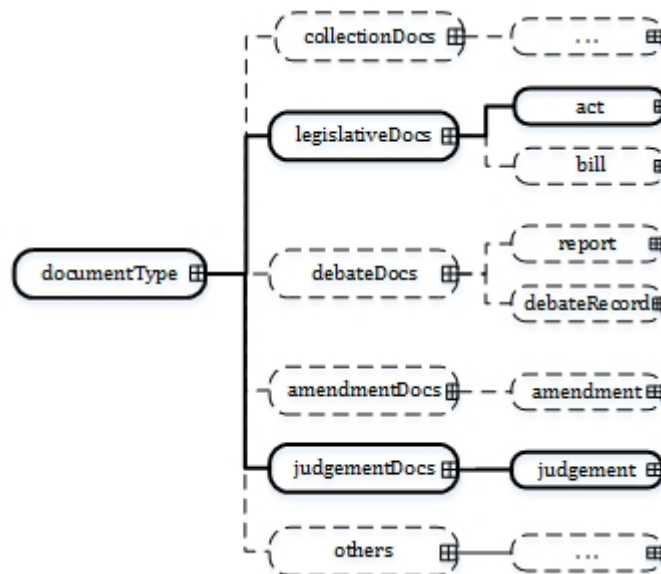 collectionDocs
...
legislativeDocs
act
bill
documentType
debateDocs
report
debateRecord
amendmentDocs
amendment
judgementDocs
judgement
others
...